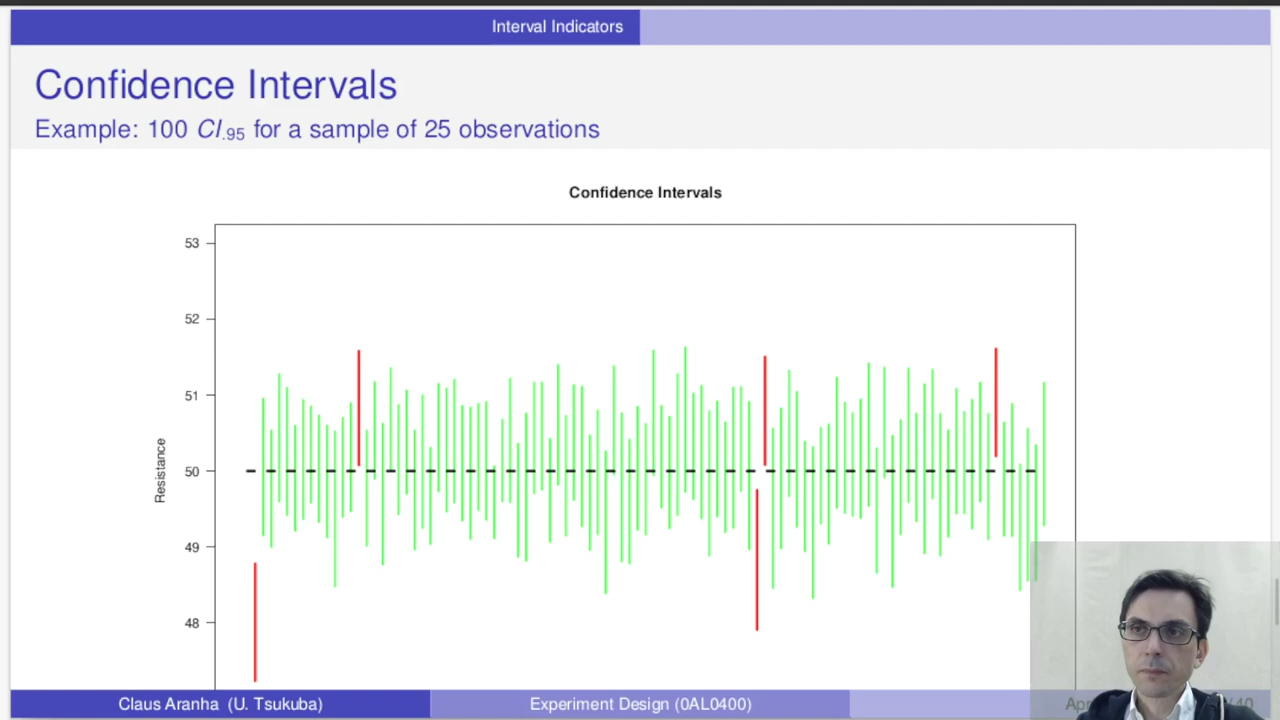 Interval Indicators
Confidence Intervals
Example: 100 CI.95 for a sample of 25 observations
Confidence Intervals
53
52
51
50
49
48
Resistance
Claus Aranha (U. Tsukuba)
Experiment Design (0AL0400)